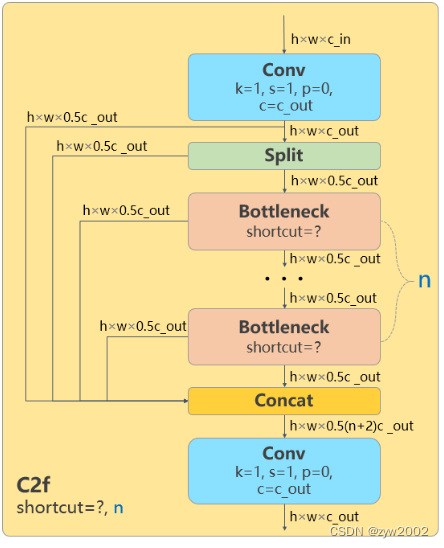 h×w×c_in
Conv
k=1, s=1, p=0,
c=c_out
h×w×0.5c _out
h×w×c_out
h×w×0.5c _out
Split
h×w×0.5c_out
h×w×0.5c_out
Bottleneck
shortcut=?
h×w×0.5c_out
n
• • •
h×w×0.5c_out
h×w×0.5c_out
Bottleneck
shortcut=?
h×w×0.5c _out
Concat
h×w×0.5(n+2)c _out
Conv
k=1, s=1, p=0,
c=c_out
C2f
shortcut=?, n
h×w×c_out
CSDN @zyw2002